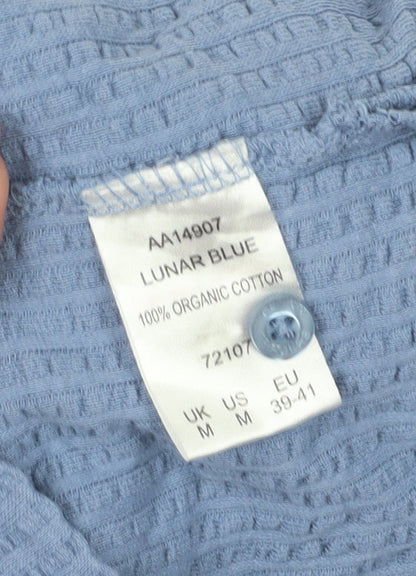 AA14907
LUNAR BLUE
100% ORGANIC COTTON
72107
UK US EU
M M 39-41